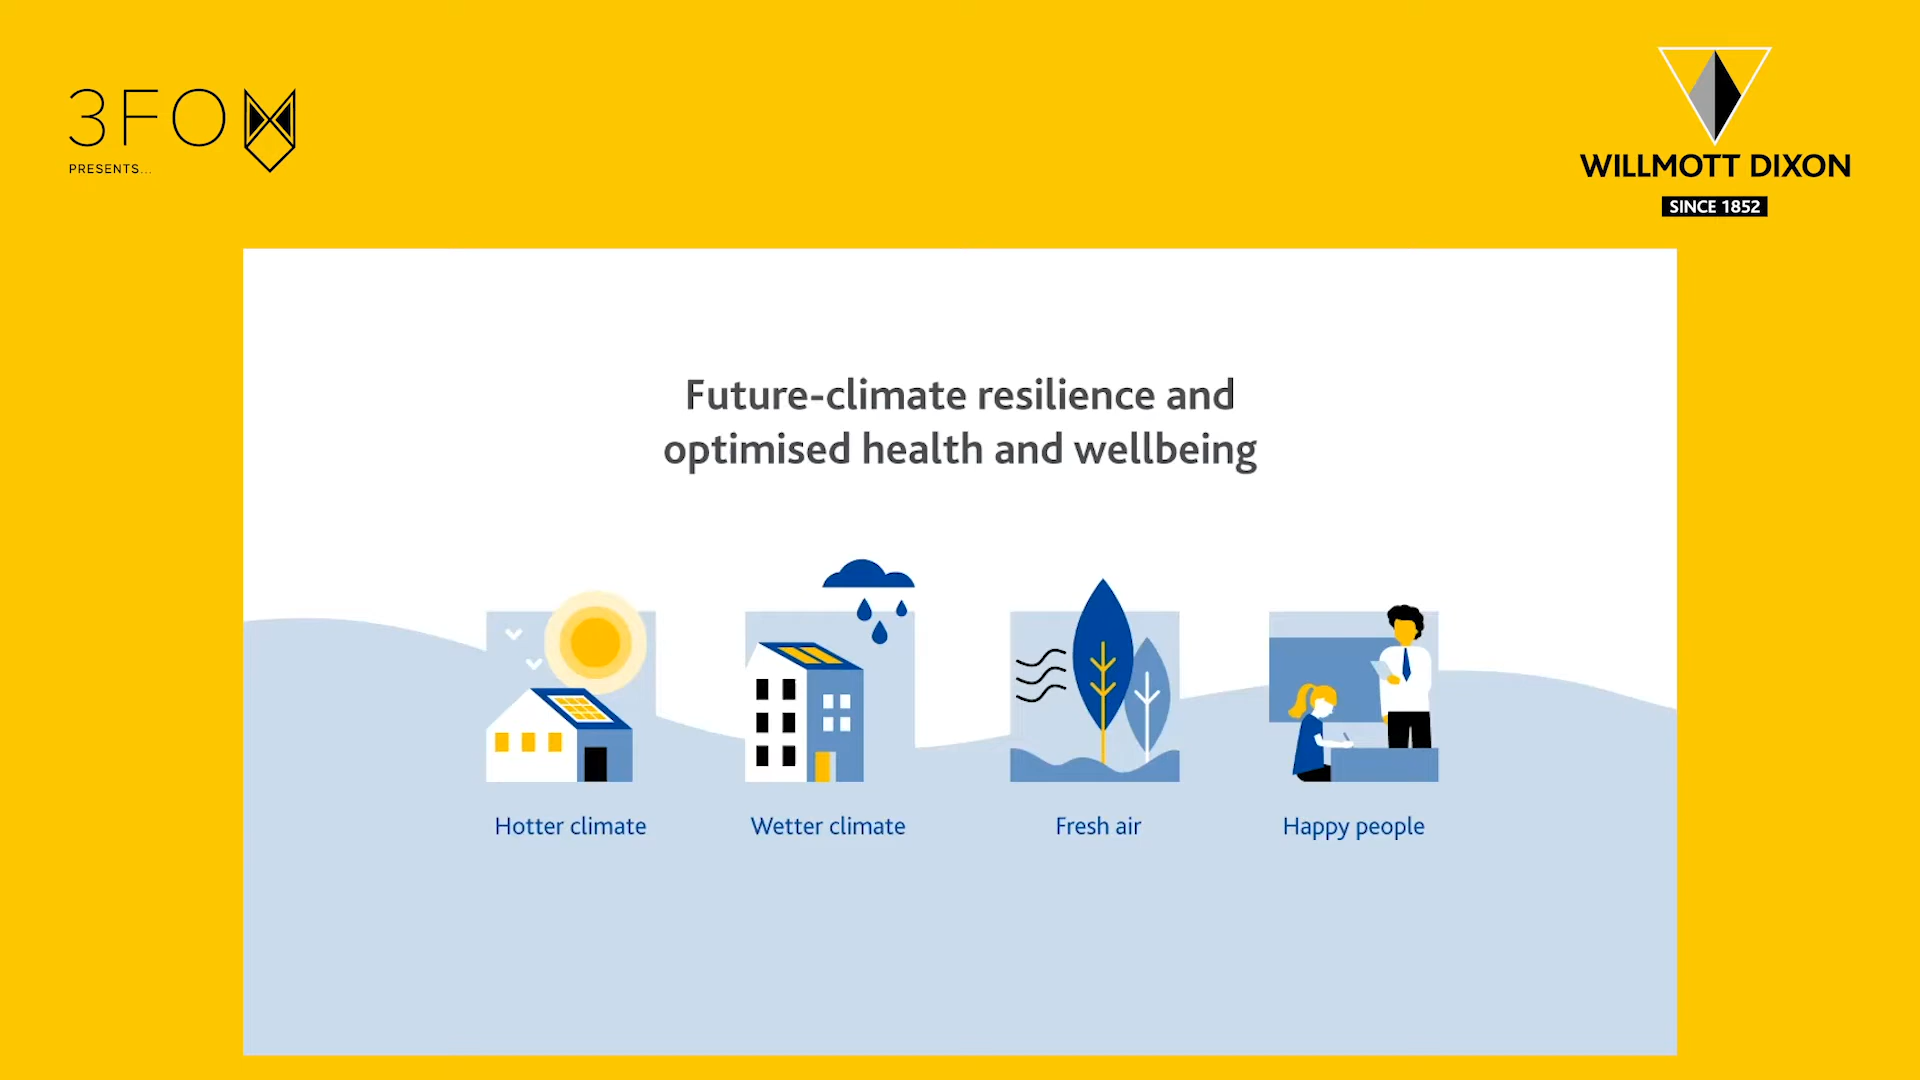 3FO
PRESENTS...
WILLMOTT DIXON
SINCE 1852
Future-climate resilience and
optimised health and wellbeing
Hotter climate
Wetter climate
Fresh air
Happy people